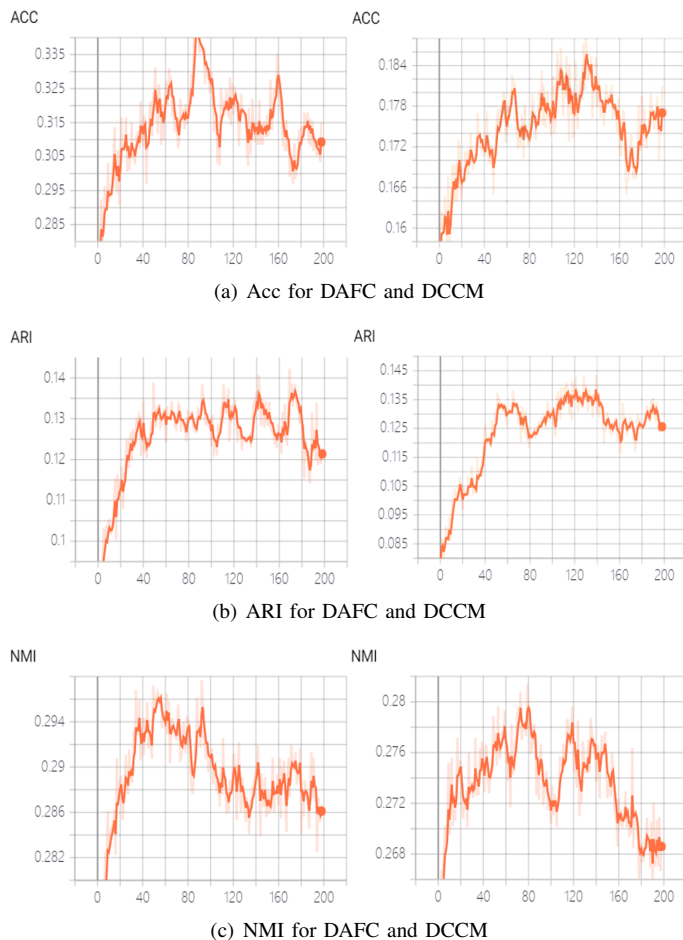 ACC ACC
0.335 0.184
0.325 0.178
0.315 0.172
0.305 0.166
0.295 0.16
0.285
0 40 80 120 160 200 0 40 80 120 160 200
(a) Acc for DAFC and DCCM
ARI ARI
0.14 0.145
0.13 0.135
0.12 0.125
0.11 0.115
0.1 0.105
0.095
0.085
0 40 80 120 160 200 0 40 80 120 160 200
(b) ARI for DAFC and DCCM
NMI NMI
0.294 0.28
0.29 0.276
0.286 0.272
0.282 0.268
0 40 80 120 160 200 0 40 80 120 160 200
(c) NMI for DAFC and DCCM